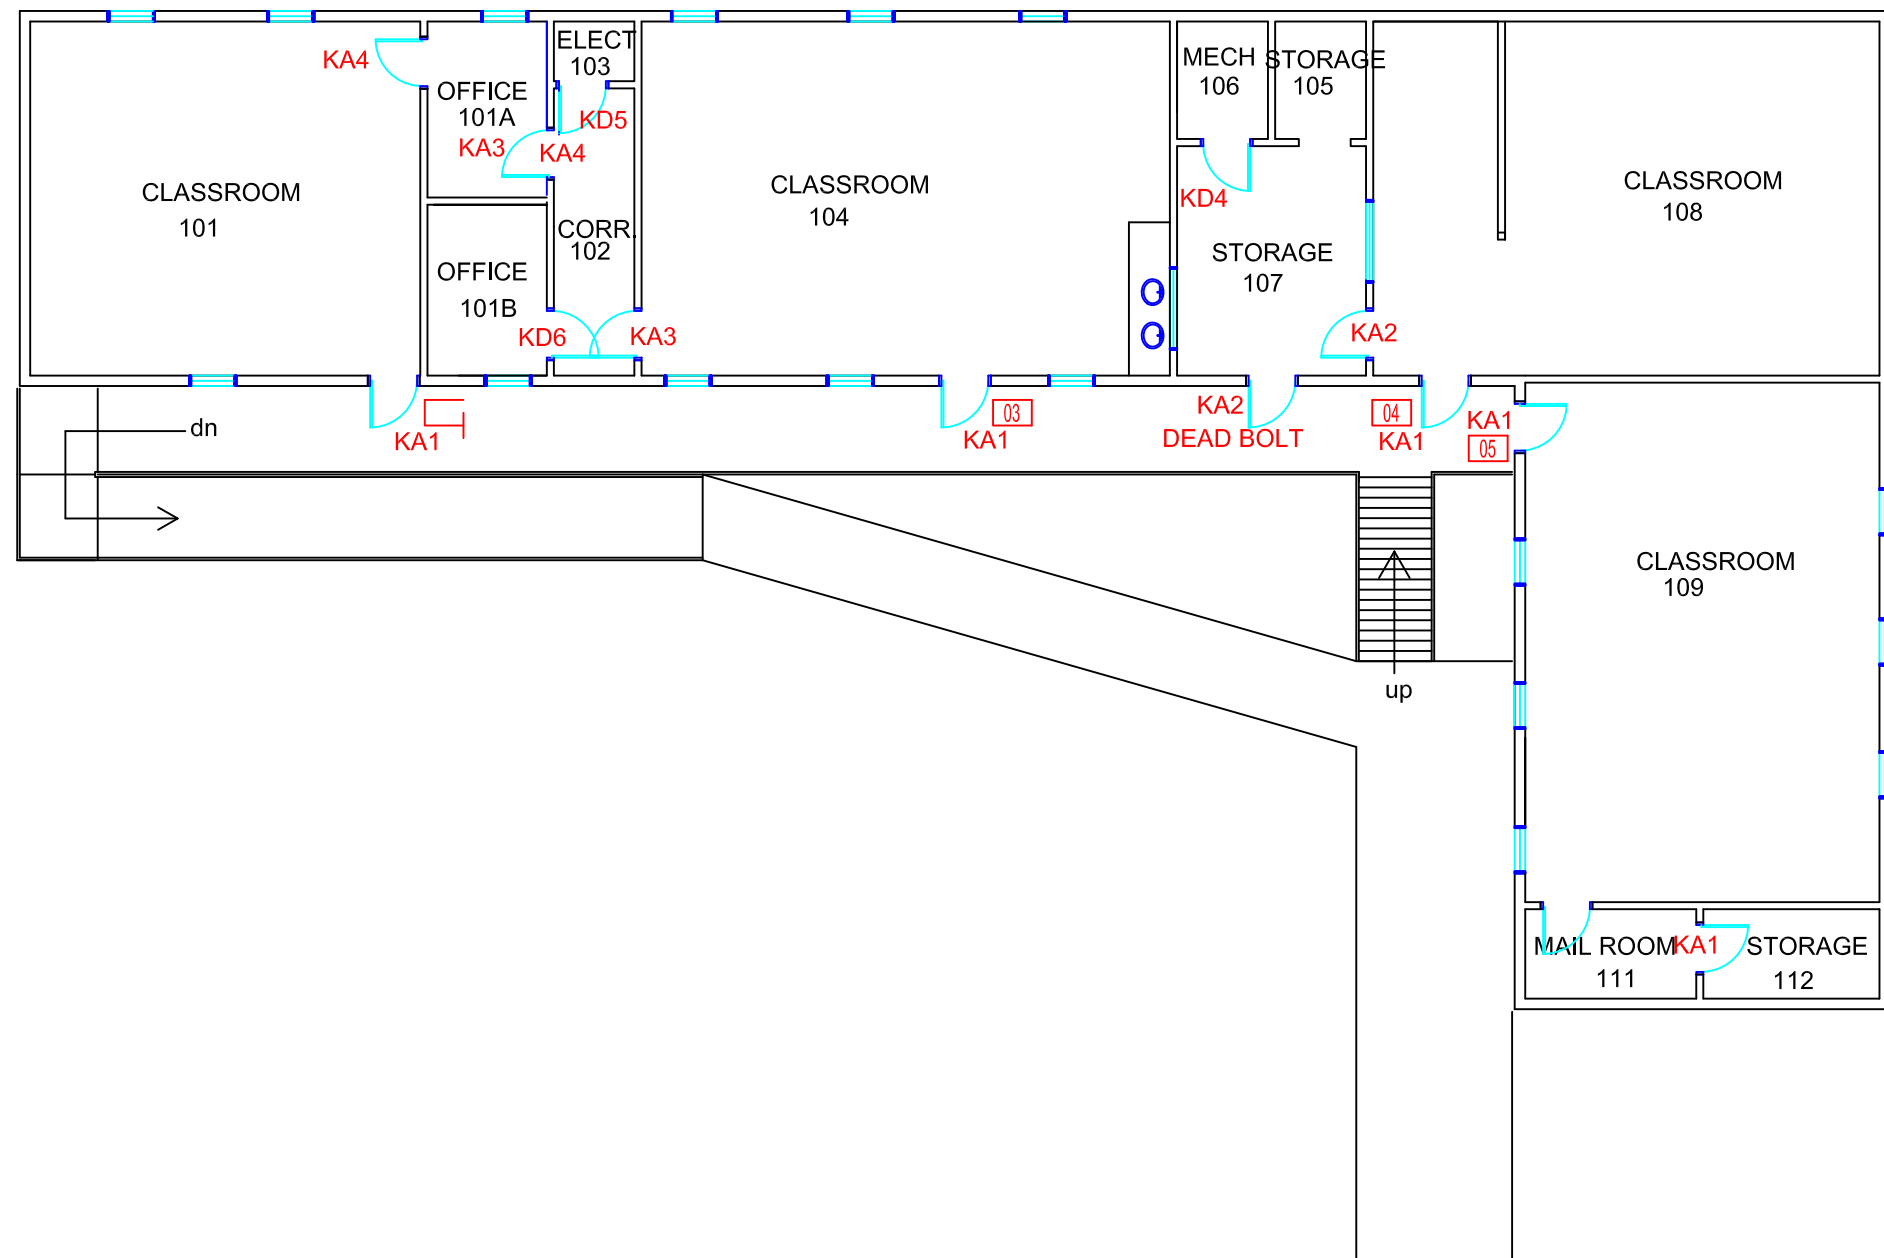 ELECT
103
KA4
MECH
106
STORAGE
105
OFFICE
101A
KD5
KA3
KA4
CLASSROOM
101
CLASSROOM
104
KD4
CLASSROOM
108
CORR.
102
STORAGE
107
OFFICE
101B
KD6
KA3
KA2
KA1
03
KA1
KA2
DEAD BOLT
04
KA1
KA1
05
dn
CLASSROOM
109
up
MAIL ROOM
111
KA1
STORAGE
112